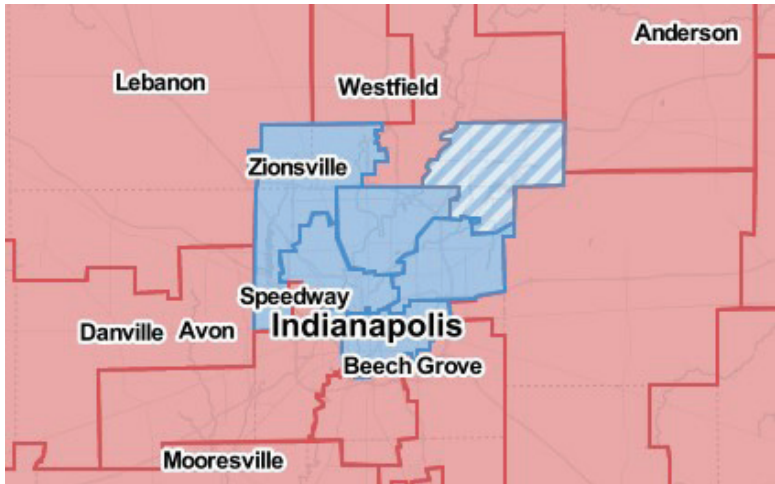 Anderson
Lebanon
Westfield
Zionsville
Speedway
Indianapolis
Danville
Avon
Beech Grove
Mooresville